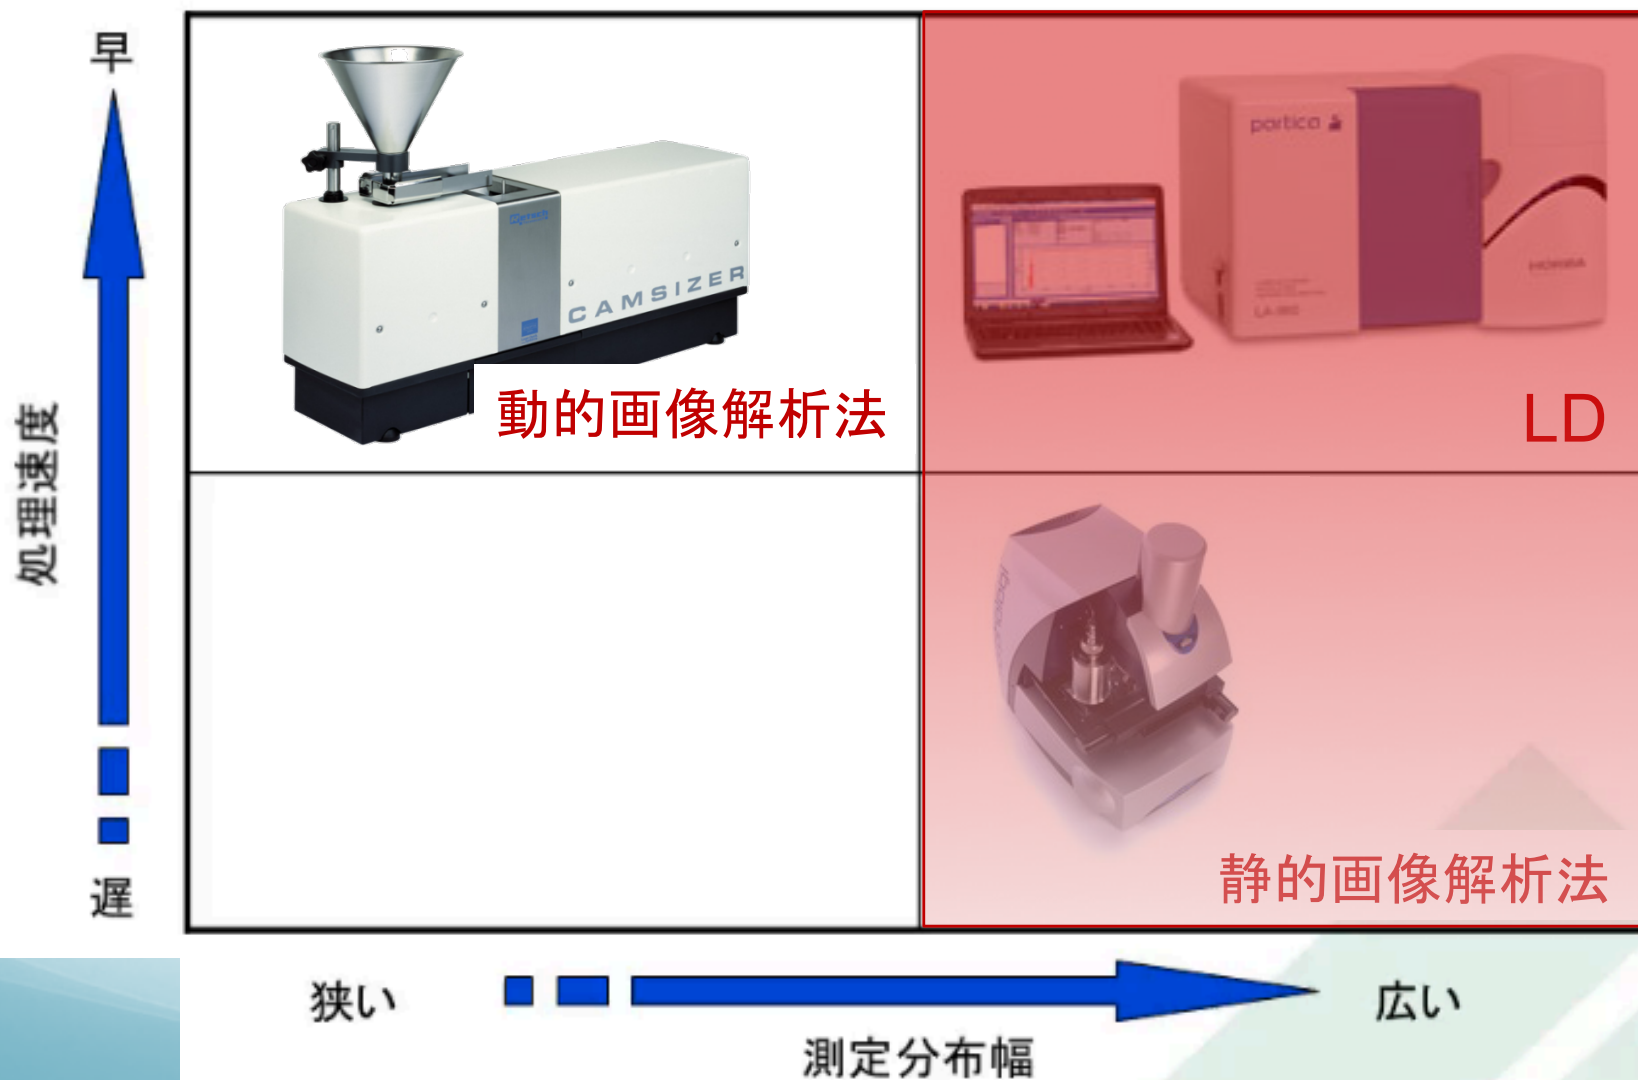 早
partica
CAMSIZER
HORIBA
動的画像解析法
LD
処理速度
静的画像解析法
遅
狭い
広い
測定分布幅